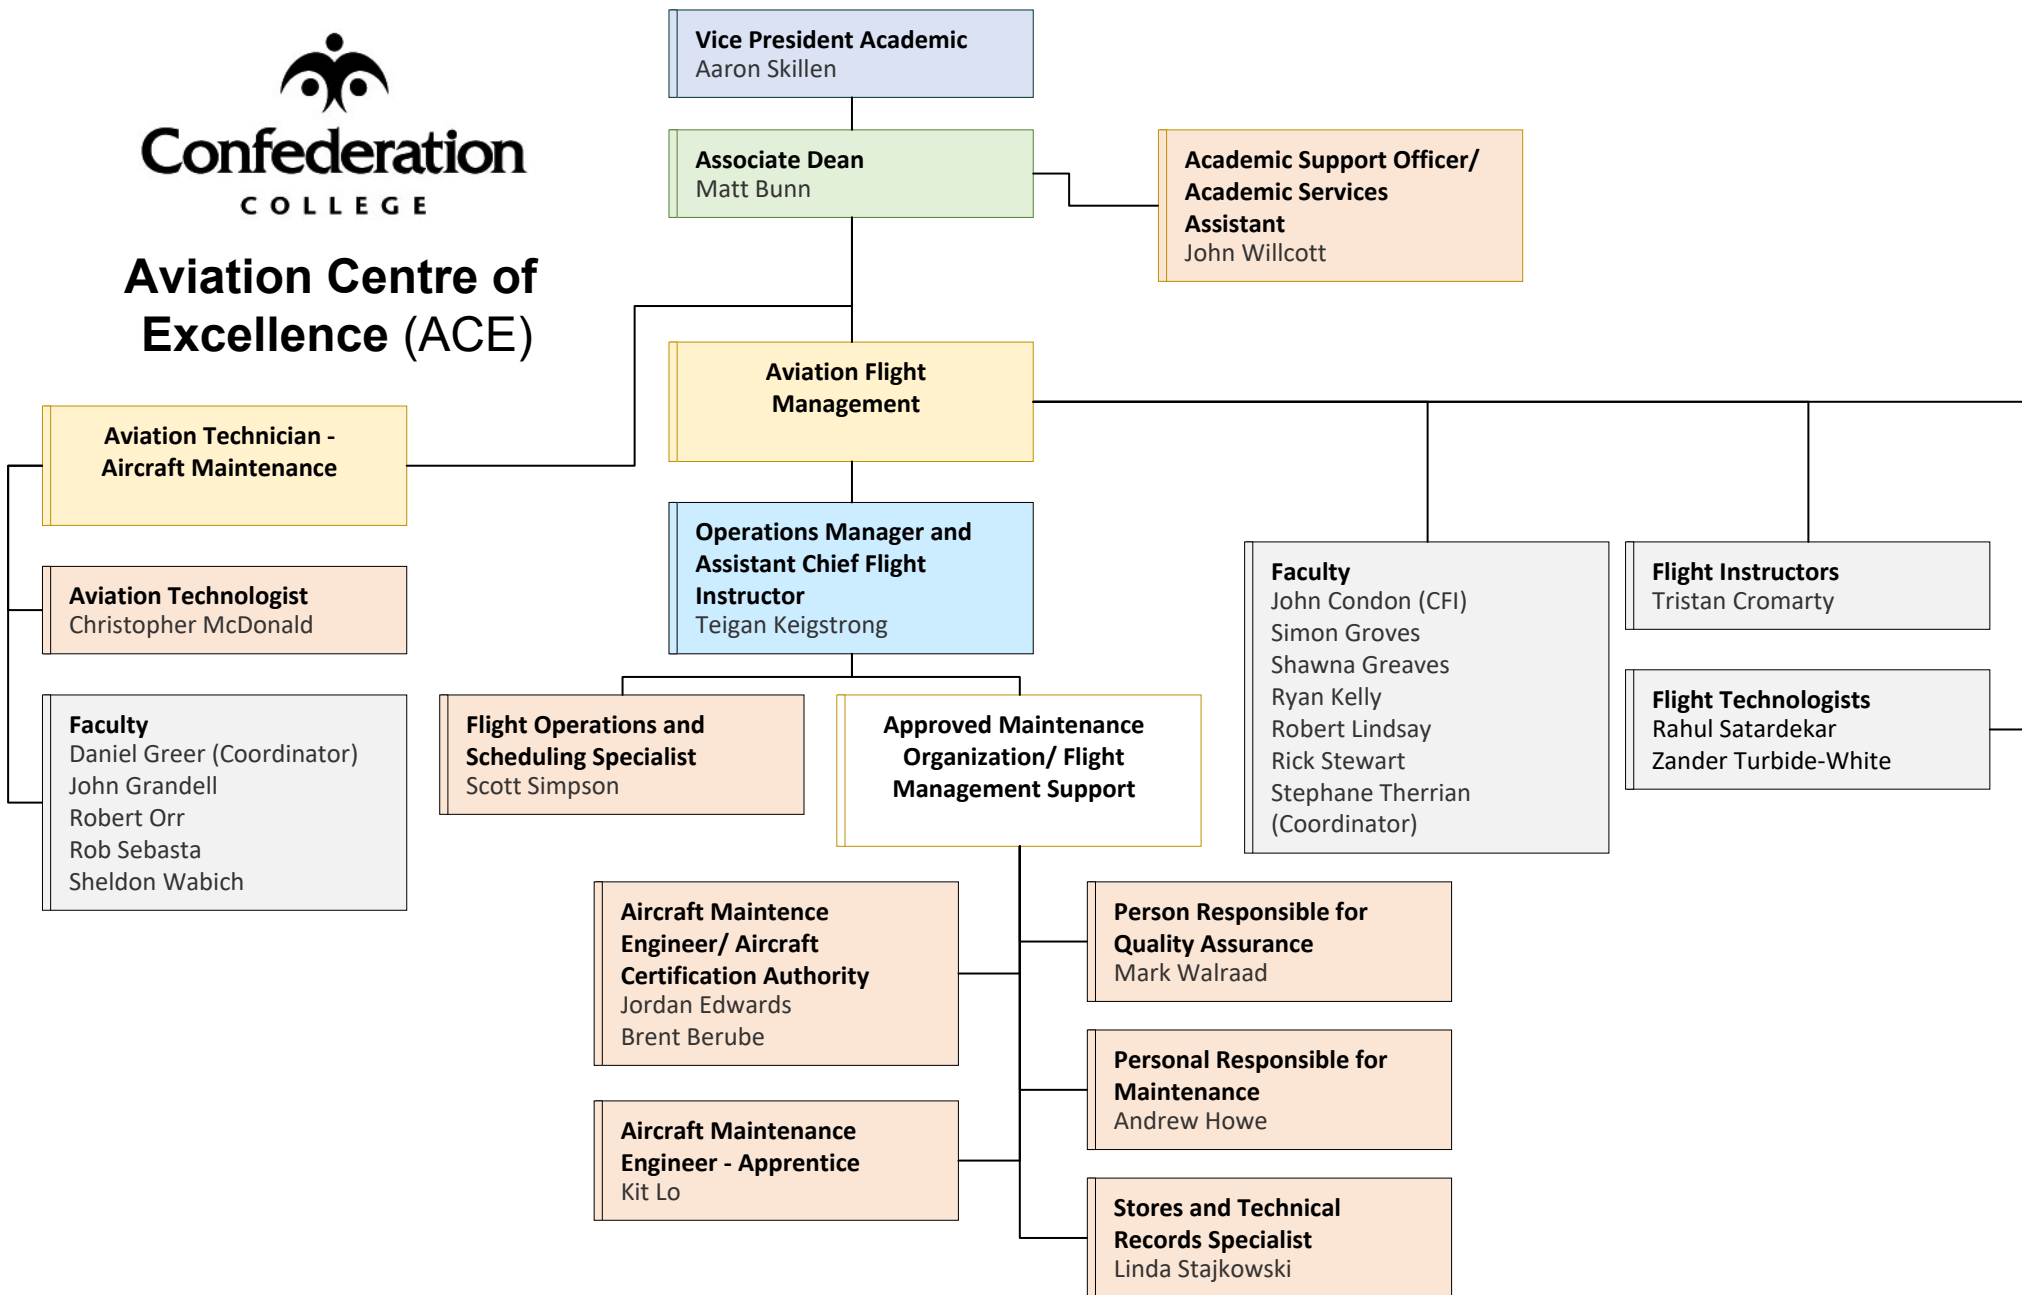 Confederation
COLLEGE
Aviation Centre of
Excellence (ACE)
Vice President Academic
Aaron Skillen
Associate Dean
Matt Bunn
Academic Support Officer/
Academic Services
Assistant
John Willcott
Aviation Flight
Management
Aviation Technician -
Aircraft Maintenance
Aviation Technologist
Christopher McDonald
Faculty
Daniel Greer (Coordinator)
John Grandell
Robert Orr
Rob Sebasta
Sheldon Wabich
Operations Manager and
Assistant Chief Flight
Instructor
Teigan Keigstrong
Flight Operations and
Scheduling Specialist
Scott Simpson
Approved Maintenance
Organization/ Flight
Management Support
Aircraft Maintence
Engineer/ Aircraft
Certification Authority
Jordan Edwards
Brent Berube
Aircraft Maintenance
Engineer - Apprentice
Kit Lo
Person Responsible for
Quality Assurance
Mark Walraad
Personal Responsible for
Maintenance
Andrew Howe
Stores and Technical
Records Specialist
Linda Stajkowski
Faculty
John Condon (CFI)
Simon Groves
Shawna Greaves
Ryan Kelly
Robert Lindsay
Rick Stewart
Stephane Therrian
(Coordinator)
Flight Instructors
Tristan Cromarty
Flight Technologists
Rahul Satardekar
Zander Turbide-White